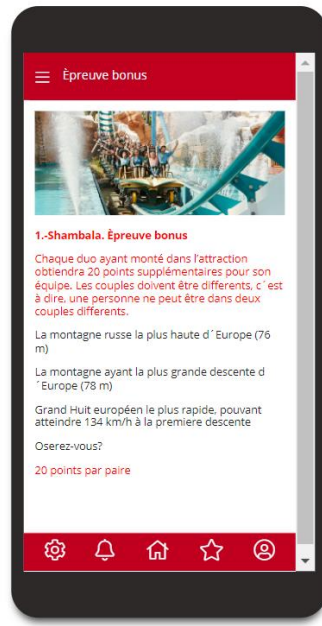 Èpreuve bonus
1.-Shambala. Èpreuve bonus
Chaque duo ayant monté dans l'attraction
obtiendra 20 points supplémentaires pour son
équipe. Les couples doivent être differents, c´est
à dire, une personne ne peut être dans deux
couples differents.
La montagne russe la plus haute d´Europe (76
m)
La montagne ayant la plus grande descente d
´Europe (78 m)
Grand Huit européen le plus rapide, pouvant
atteindre 134 km/h à la premiere descente
Oserez-vous?
20 points par paire